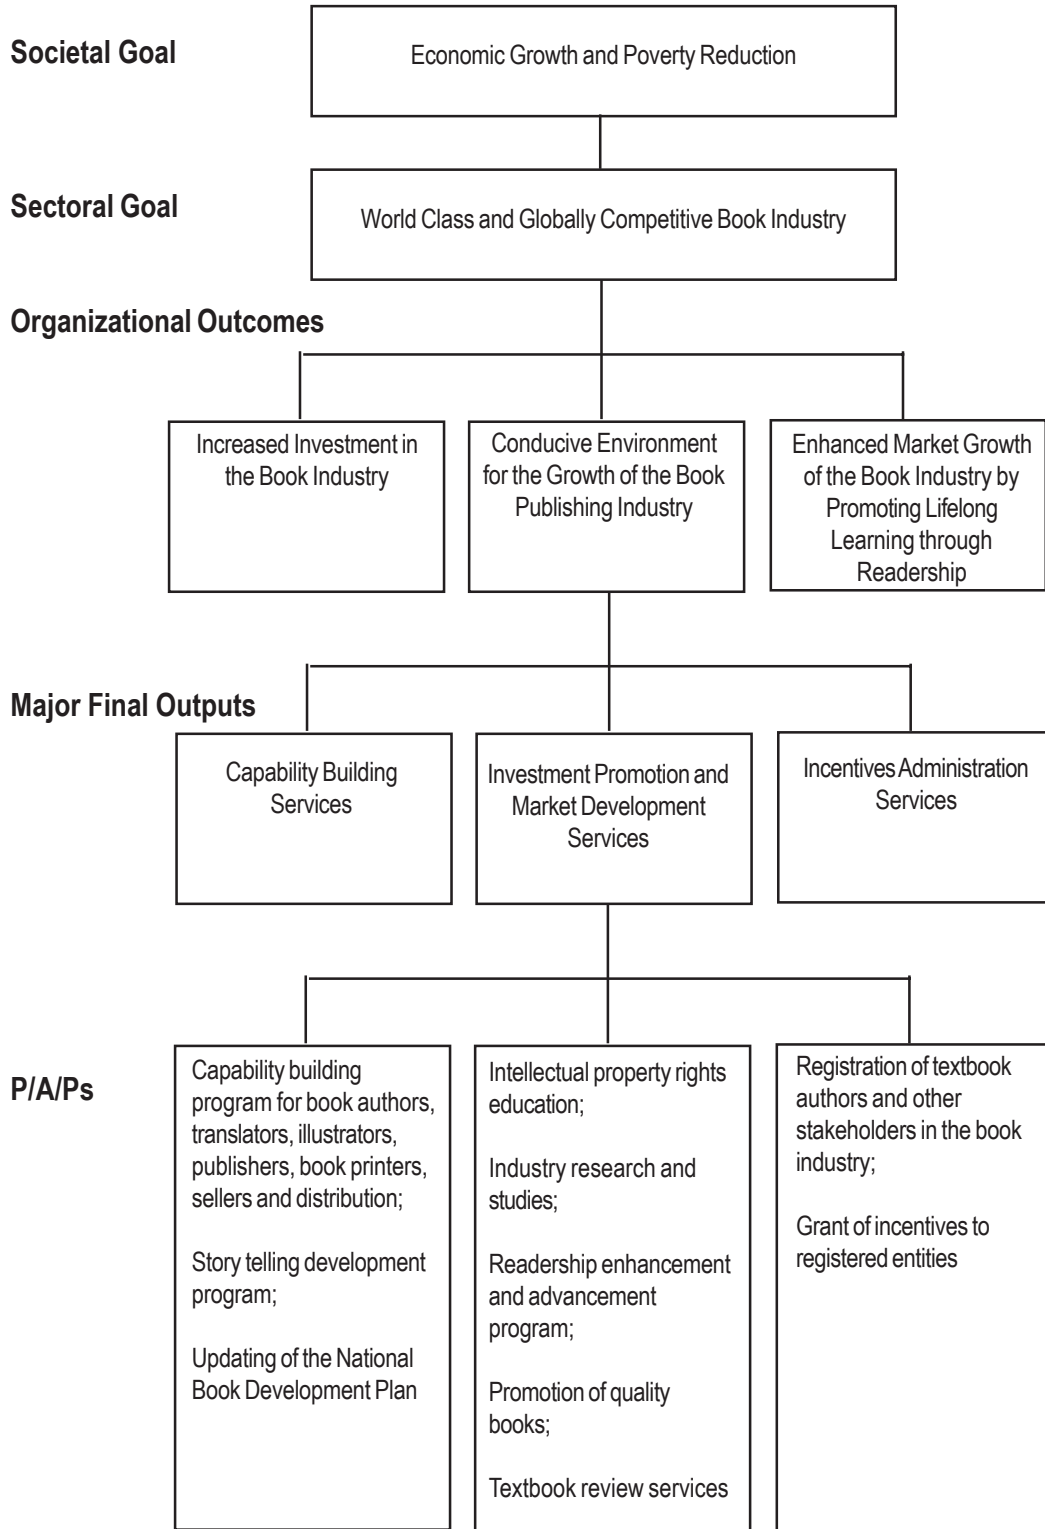 Societal Goal
Economic Growth and Poverty Reduction
Sectoral Goal
World Class and Globally Competitive Book Industry
Organizational Outcomes
Increased Investment in
the Book Industry
Conducive Environment
for the Growth of the Book
Publishing Industry
Enhanced Market Growth
of the Book Industry by
Promoting Lifelong
Learning through
Readership
Major Final Outputs
Capability Building
Services
Investment Promotion and
Market Development
Services
Incentives Administration
Services
P/A/Ps
Capability building
program for book authors,
translators, illustrators,
publishers, book printers,
sellers and distribution;
Story telling development
program;
Updating of the National
Book Development Plan
Intellectual property rights
education;
Industry research and
studies;
Readership enhancement
and advancement
program;
Promotion of quality
books;
Textbook review services
Registration of textbook
authors and other
stakeholders in the book
industry;
Grant of incentives to
registered entities